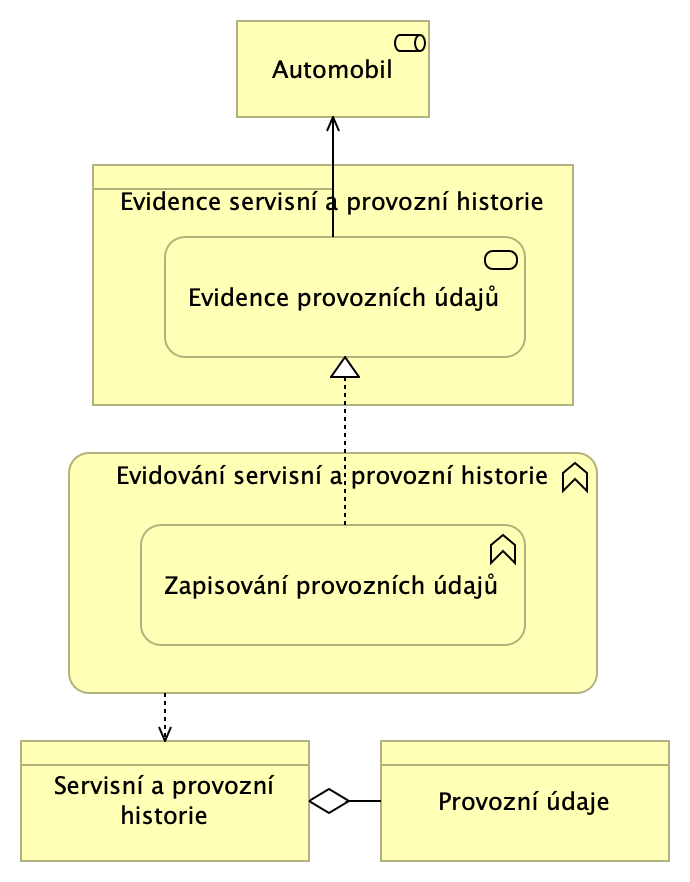 Automobil
Evidence servisní a provozní historie
Evidence provozních údajů
Evidování servisní a provozní historie
Zapisování provozních údajů
Servisní a provozní
historie
Provozní údaje